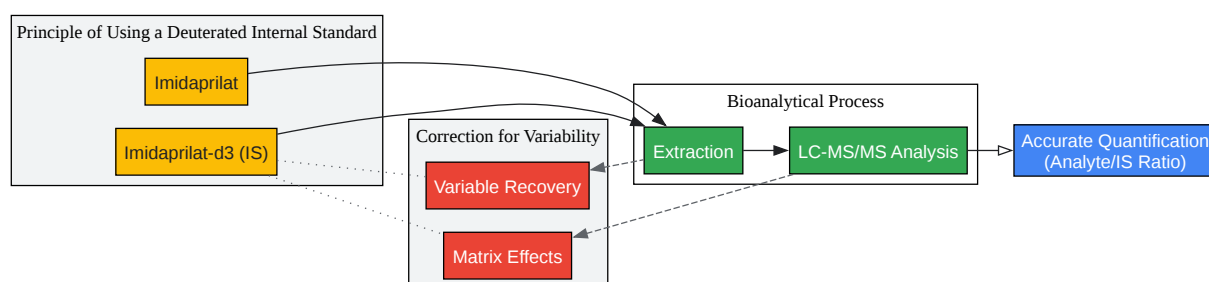 Principle of Using a Deuterated Internal Standard
Imidaprilat
Imidaprilat-d3 (IS)
Correction for Variability
Variable Recovery
Matrix Effects
Bioanalytical Process
Extraction
LC-MS/MS Analysis
Accurate Quantification
(Analyte/IS Ratio)